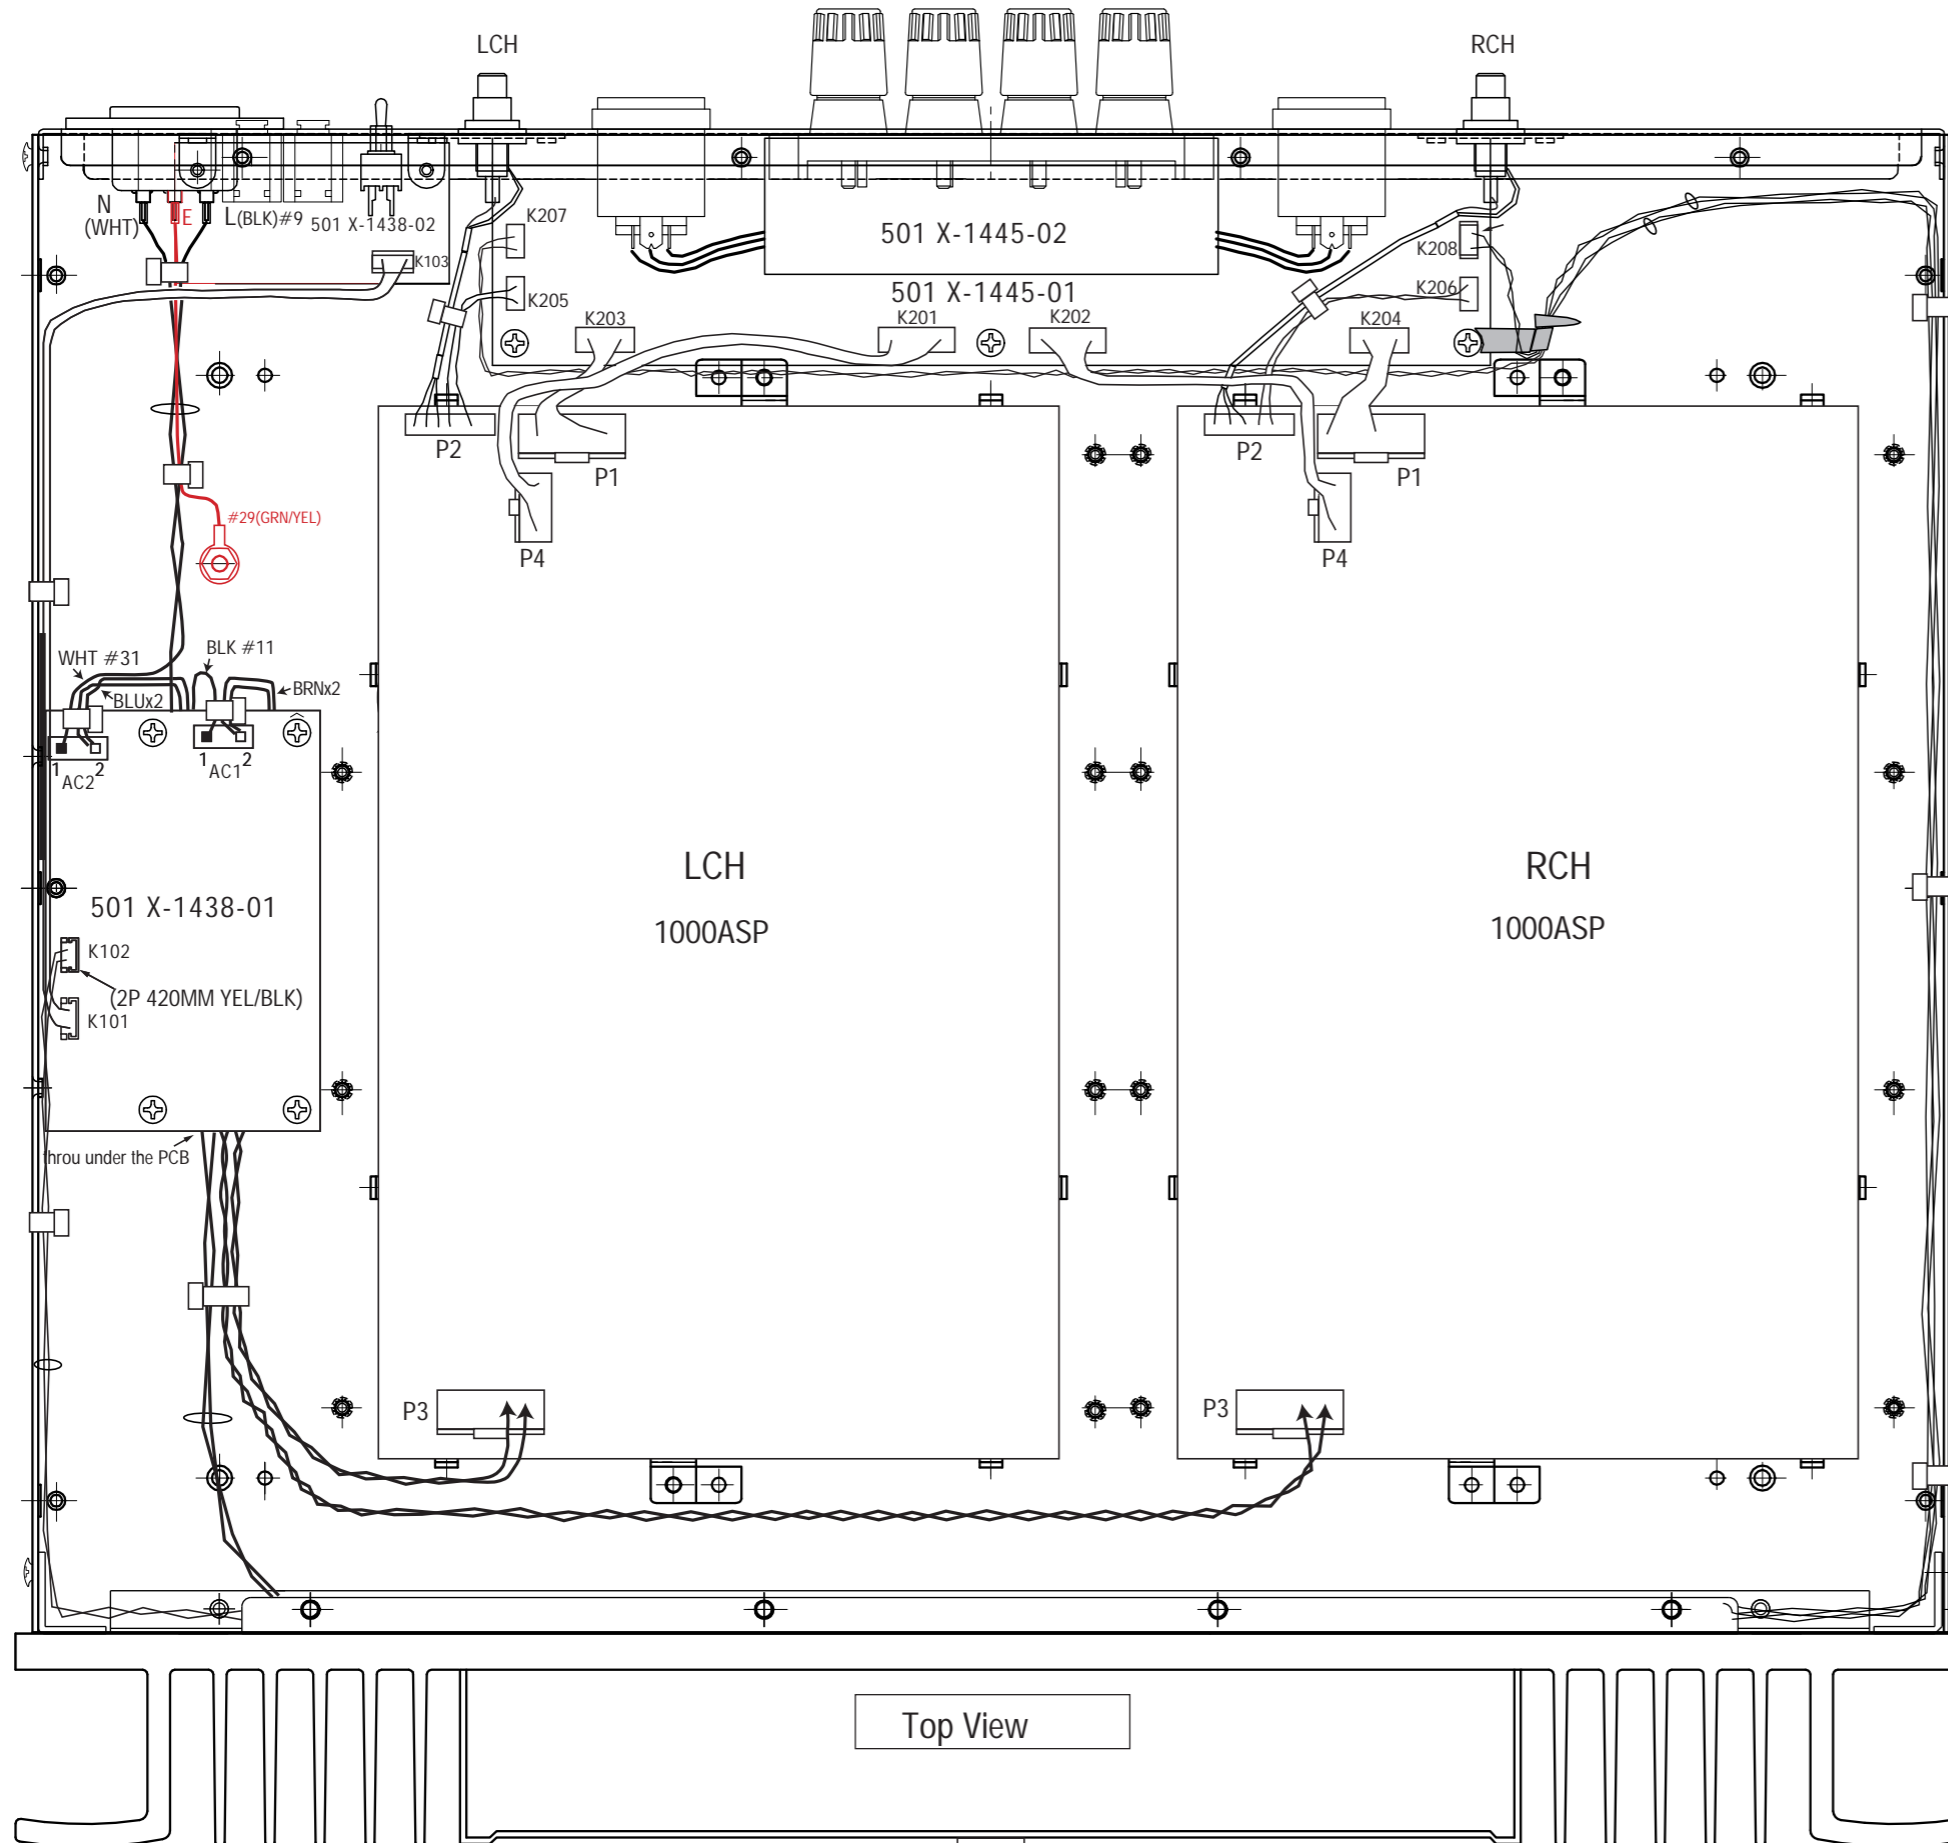 LCH
RCH
N
(WHT)
E
L(BLK)#9
501 X-1438-02
K103
K207
K205
501 X-1445-02
501 X-1445-01
K208
K206
K203
K201
K202
K204
P2
P1
P4
P2
P1
P4
#29(GRN/YEL)
WHT #31
BLK #11
BLUx2
BRNx2
1
2
AC2
1
2
AC1
501 X-1438-01
K102
(2P 420MM YEL/BLK)
K101
throu under the PCB
LCH
1000ASP
RCH
1000ASP
P3
P3
Top View